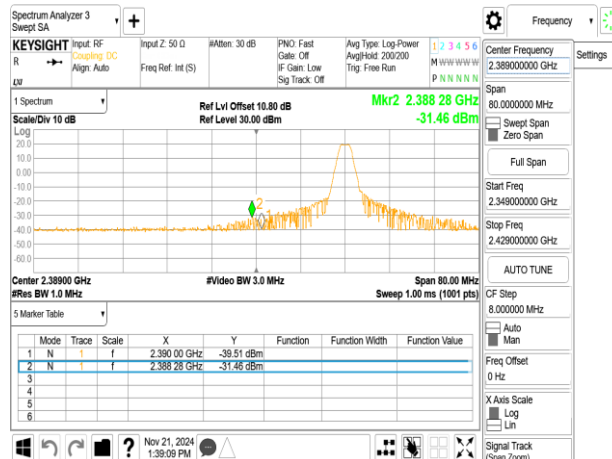 Spectrum Analyzer 3
Swept SA
Frequency
KEYSIGHT
R
Input: RF
Coupling: DC
Align: Auto
Input Z: 50 Ω
Freq Ref: Int (S)
#Atten: 30 dB
PNO: Fast
Gate: Off
IF Gain: Low
Sig Track: Off
Avg Type: Log-Power
Avg|Hold: 200/200
Trig: Free Run
1 2 3 4 5 6
M W W W W W
P N N N N N
Settings
1 Spectrum
Scale/Div 10 dB
Log
Ref Lvl Offset 10.80 dB
Ref Level 30.00 dBm
Mkr2 2.388 28 GHz
-31.46 dBm
20.0
10.0
0.00
-10.0
-20.0
-30.0
-40.0
-50.0
-60.0
2
1
Center 2.38900 GHz
#Res BW 1.0 MHz
#Video BW 3.0 MHz
Span 80.00 MHz
Sweep 1.00 ms (1001 pts)
5 Marker Table
Mode Trace Scale X Y Function Function Width Function Value
1 N 1 f 2.390 00 GHz -39.51 dBm
2 N 1 f 2.388 28 GHz -31.46 dBm
3
4
5
6
Nov 21, 2024
1:39:09 PM
Center Frequency
2.389000000 GHz
Span
80.0000000 MHz
Swept Span
Zero Span
Full Span
Start Freq
2.349000000 GHz
Stop Freq
2.429000000 GHz
AUTO TUNE
CF Step
8.000000 MHz
Auto
Man
Freq Offset
0 Hz
X Axis Scale
Log
Lin
Signal Track
(Span Zoom)